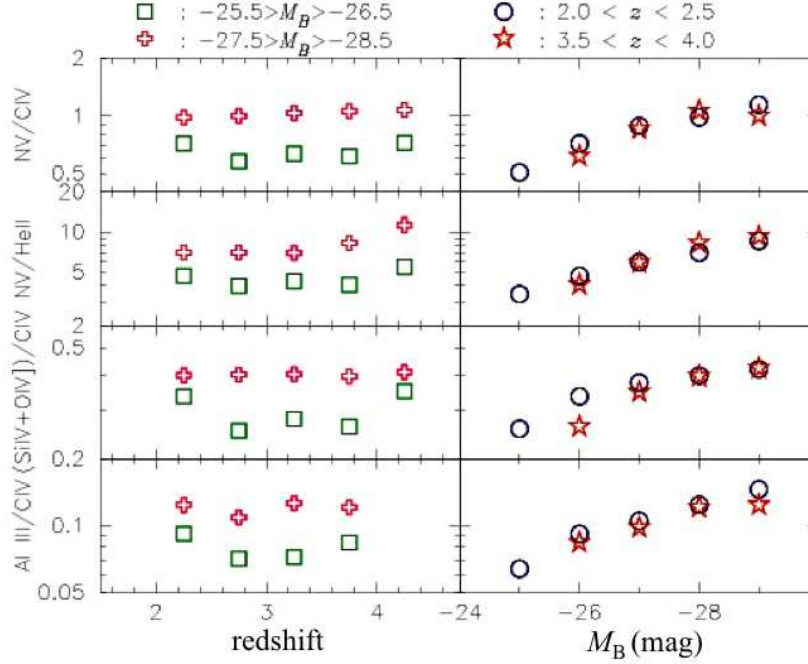 : −25.5>M_B>−26.5 : 2.0 < z < 2.5
: −27.5>M_B>−28.5 : 3.5 < z < 4.0
NV/CIV
2
1
0.5
NV/HeII
20
10
5
2
(SiIV+OIV])/CIV
0.5
0.2
Al III/CIV
0.2
0.1
0.05
2 3 4 −24 −26 −28
redshift M_B (mag)